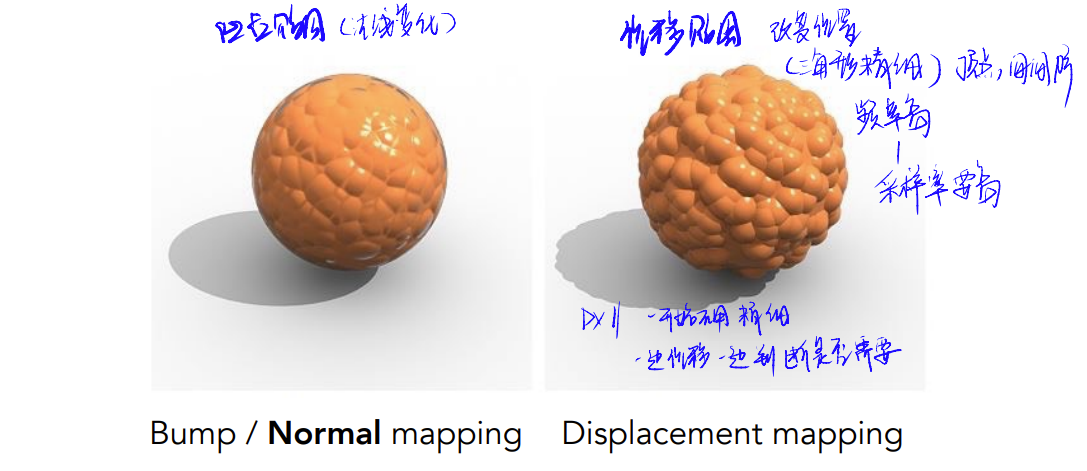 凹凸贴图（法线变化）
位移贴图 改变位置
（三角形精细）顶点，间间隔
频率高
采样率要高
DX11 一开始不用精细
一边位移一边判断是否需要
Bump / Normal mapping
Displacement mapping